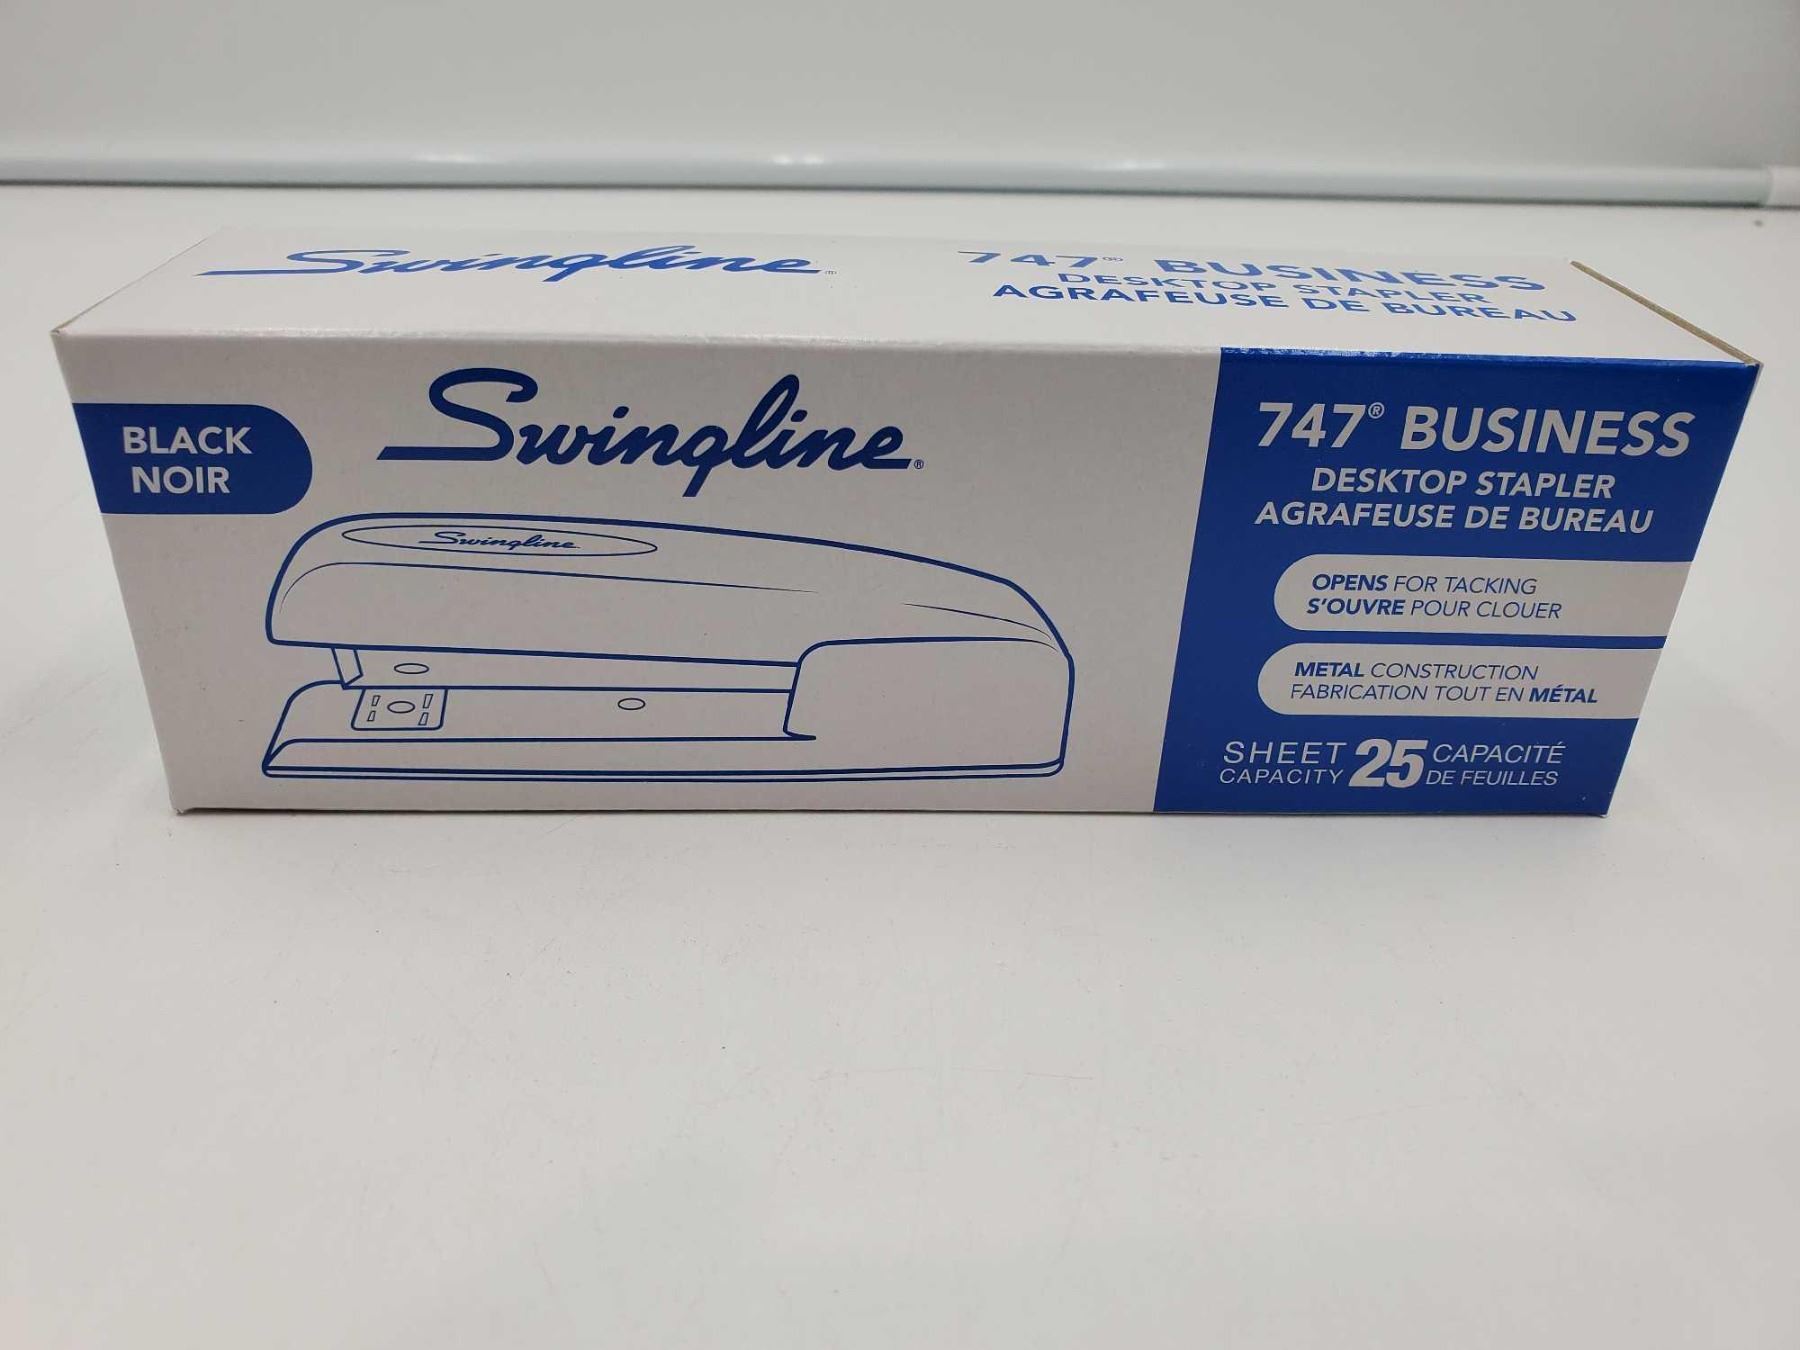 Swingline®
747® BUSINESS
DESKTOP STAPLER
AGRAFEUSE DE BUREAU
BLACK
NOIR
Swingline®
Swingline
747® BUSINESS
DESKTOP STAPLER
AGRAFEUSE DE BUREAU
OPENS FOR TACKING
S'OUVRE POUR CLOUER
METAL CONSTRUCTION
FABRICATION TOUT EN MÉTAL
SHEET CAPACITY 25 CAPACITÉ DE FEUILLES